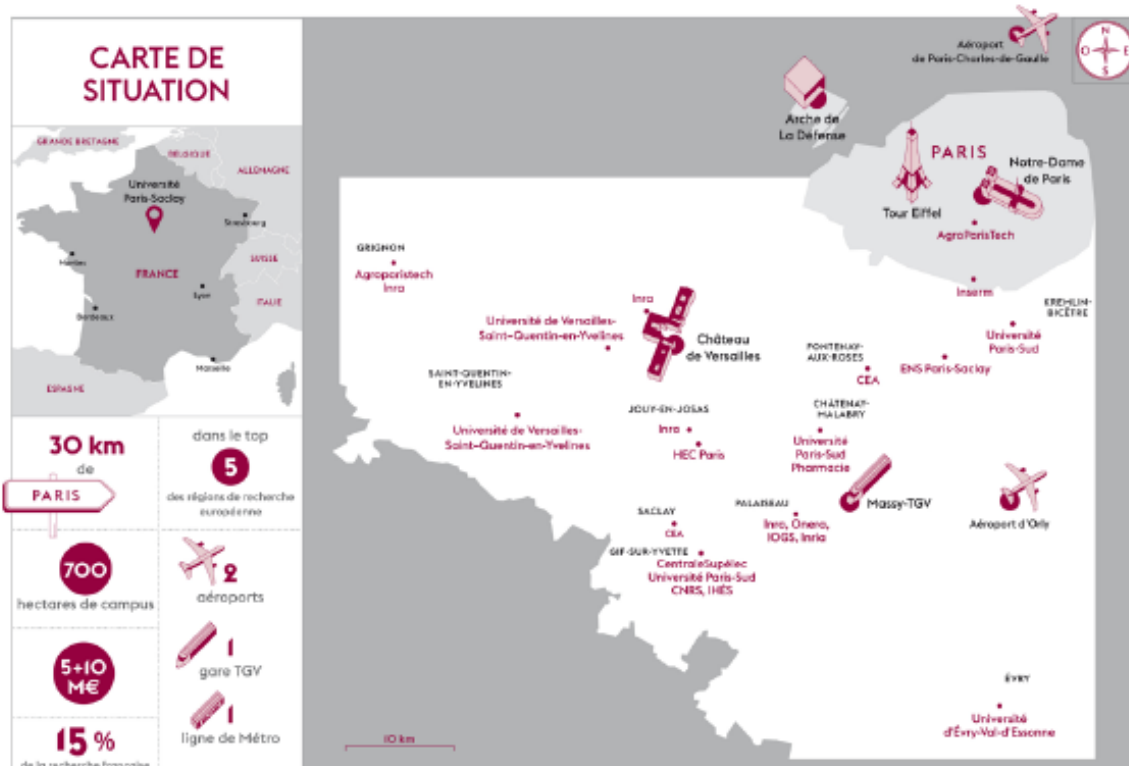 CARTE DE
SITUATION
GRANDE BRETAGNE
BELGIQUE
ALLEMAGNE
Université
Paris-Saclay
Strasbourg
Nantes
FRANCE
SUISSE
Lyon
ITALIE
Bordeaux
Marseille
ESPAGNE
30 km
de
PARIS
dans le top
5
des régions de recherche
européenne
700
hectares de campus
2
aéroports
5+10
M€
1
gare TGV
1
ligne de Métro
15 %
de la recherche française
Aéroport
de Paris-Charles-de-Gaulle
N
O E
S
Arche de
La Défense
PARIS
Notre-Dame
de Paris
Tour Eiffel
AgroParisTech
GRIGNON
Agroparistech
Inra
Inserm
KREMLIN-
BICÊTRE
Université
Paris-Sud
Inra
Université de Versailles-
Saint-Quentin-en-Yvelines
Château
de Versailles
FONTENAY-
AUX-ROSES
CEA
ENS Paris-Saclay
SAINT-QUENTIN-
EN-YVELINES
Université de Versailles-
Saint-Quentin-en-Yvelines
JOUY-EN-JOSAS
Inra
HEC Paris
CHÂTENAY-
MALABRY
Université
Paris-Sud
Pharmacie
Massy-TGV
Aéroport d'Orly
PALAISEAU
Inra, Onera,
IOGS, Inria
SACLAY
CEA
GIF-SUR-YVETTE
CentraleSupélec
Université Paris-Sud
CNRS, IHÉS
ÉVRY
Université
d'Évry-Val-d'Essonne
10 km